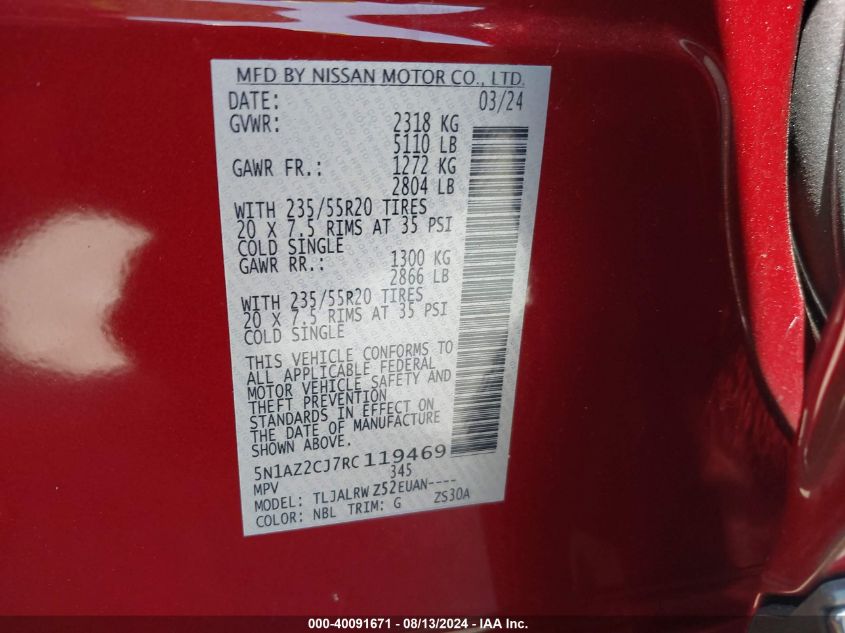 MFD BY NISSAN MOTOR CO., LTD.
DATE: 03/24
GVWR: 2318 KG
5110 LB
GAWR FR.: 1272 KG
2804 LB
WITH 235/55R20 TIRES
20 X 7.5 RIMS AT 35 PSI
COLD SINGLE
GAWR RR.: 1300 KG
2866 LB
WITH 235/55R20 TIRES
20 X 7.5 RIMS AT 35 PSI
COLD SINGLE
THIS VEHICLE CONFORMS TO
ALL APPLICABLE FEDERAL
MOTOR VEHICLE SAFETY AND
THEFT PREVENTION
STANDARDS IN EFFECT ON
THE DATE OF MANUFACTURE
SHOWN ABOVE.
5N1AZ2CJ7RC119469
MPV 345
MODEL: TLJALRW Z52EUAN----
COLOR: NBL TRIM: G ZS30A
000-40091671 - 08/13/2024 - IAA Inc.